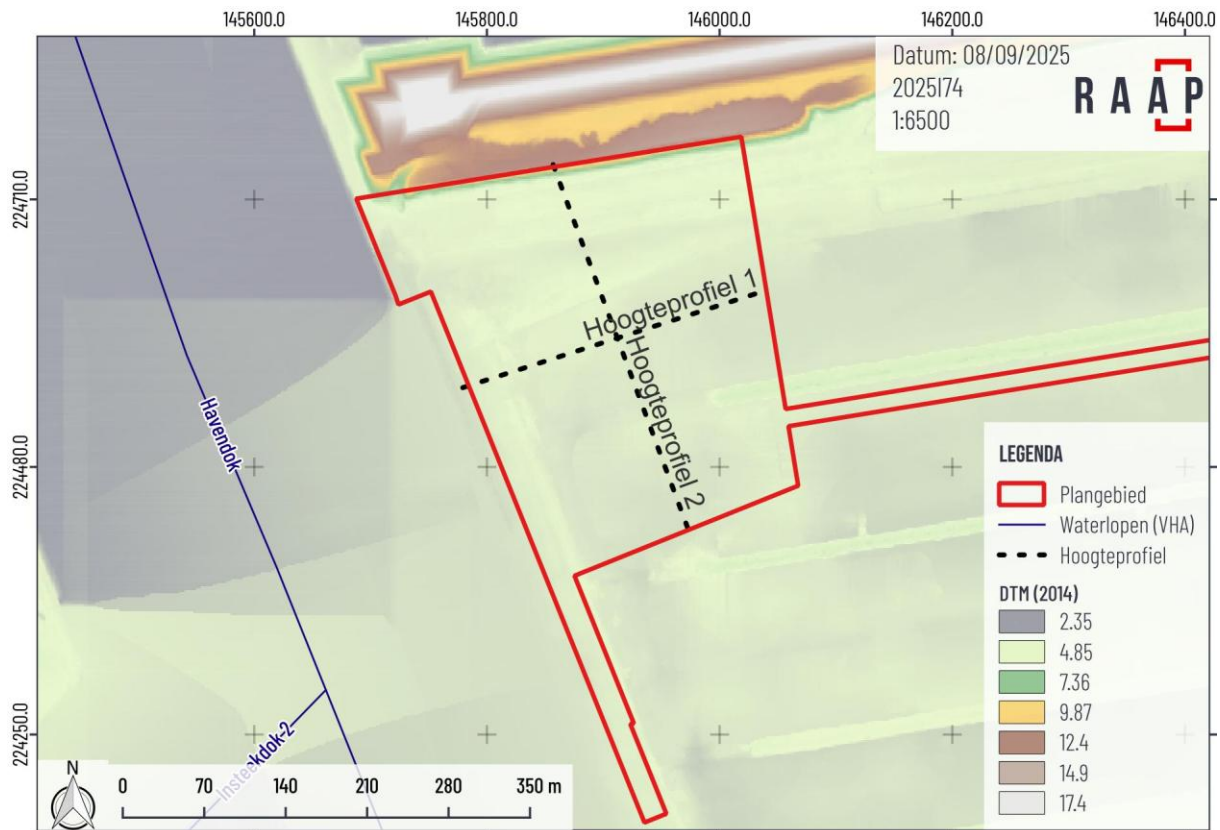 145600.0 145800.0 146000.0 146200.0 146400.0
Datum: 08/09/2025
2025I74
1:6500
RAAP
224710.0
224480.0
224250.0
Hoogteprofiel 1
Hoogteprofiel 2
Havendok
Insteekdok-2
LEGENDA
Plangebied
Waterlopen (VHA)
Hoogteprofiel
DTM (2014)
2.35
4.85
7.36
9.87
12.4
14.9
17.4
N
0 70 140 210 280 350 m